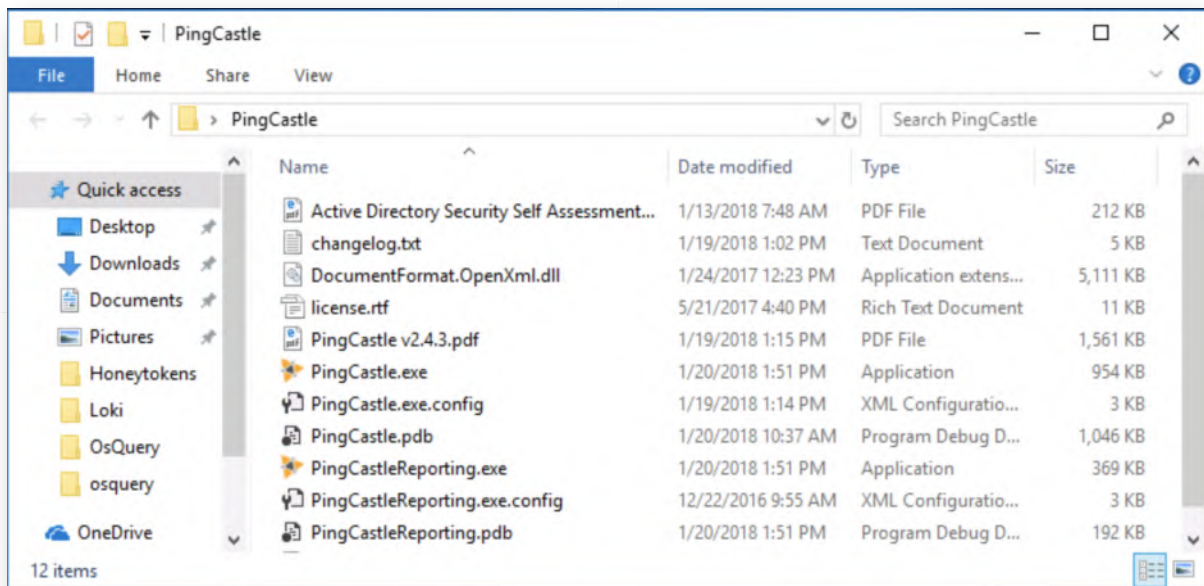 PingCastle
File Home Share View
PingCastle Search PingCastle
Name Date modified Type Size
Quick access
Desktop
Downloads
Documents
Pictures
Honeytokens
Loki
OsQuery
osquery
OneDrive
Active Directory Security Self Assessment... 1/13/2018 7:48 AM PDF File 212 KB
changelog.txt 1/19/2018 1:02 PM Text Document 5 KB
DocumentFormat.OpenXml.dll 1/24/2017 12:23 PM Application extens... 5,111 KB
license.rtf 5/21/2017 4:40 PM Rich Text Document 11 KB
PingCastle v2.4.3.pdf 1/19/2018 1:15 PM PDF File 1,561 KB
PingCastle.exe 1/20/2018 1:51 PM Application 954 KB
PingCastle.exe.config 1/19/2018 1:14 PM XML Configuratio... 3 KB
PingCastle.pdb 1/20/2018 10:37 AM Program Debug D... 1,046 KB
PingCastleReporting.exe 1/20/2018 1:51 PM Application 369 KB
PingCastleReporting.exe.config 12/22/2016 9:55 AM XML Configuratio... 3 KB
PingCastleReporting.pdb 1/20/2018 1:51 PM Program Debug D... 192 KB
12 items